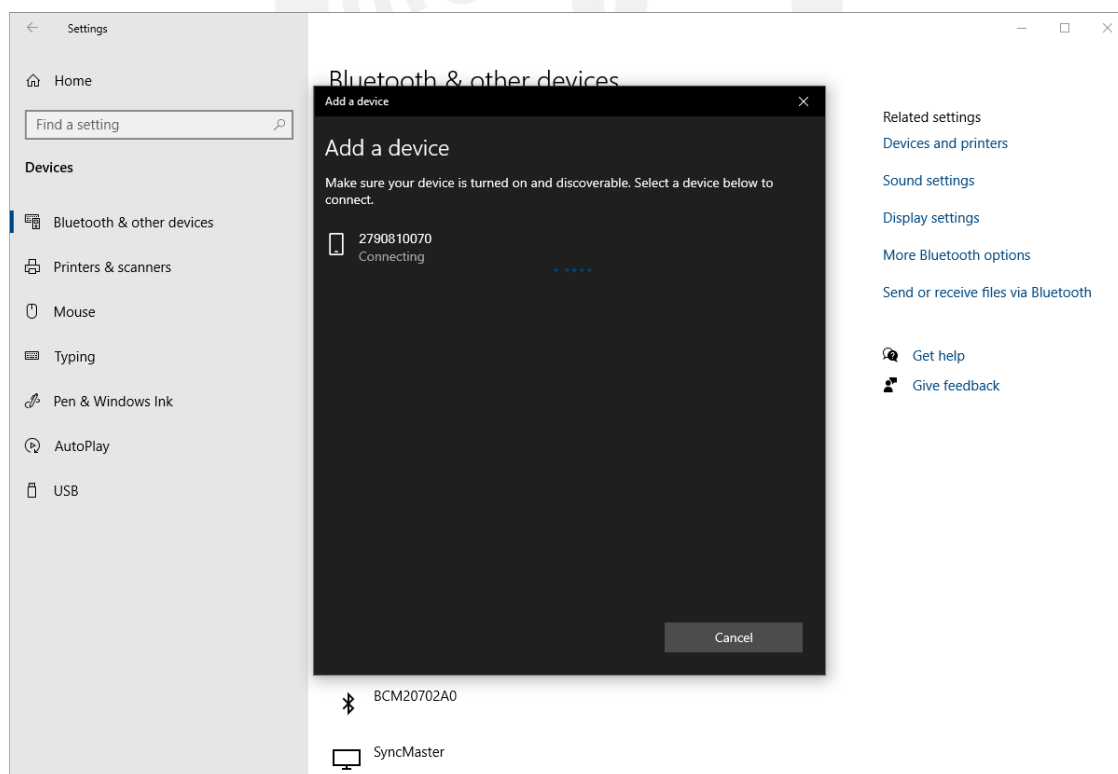 Settings
Home
Find a setting
Devices
Bluetooth & other devices
Printers & scanners
Mouse
Typing
Pen & Windows Ink
AutoPlay
USB
Bluetooth & other devices
Add a device
Add a device
Make sure your device is turned on and discoverable. Select a device below to
connect.
2790810070
Connecting
Cancel
BCM20702A0
SyncMaster
Related settings
Devices and printers
Sound settings
Display settings
More Bluetooth options
Send or receive files via Bluetooth
Get help
Give feedback